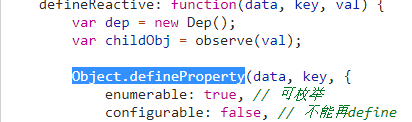 defineReactive: function(data, key, val) {
var dep = new Dep();
var childObj = observe(val);
Object.defineProperty(data, key, {
enumerable: true, // 可枚举
configurable: false, // 不能再define